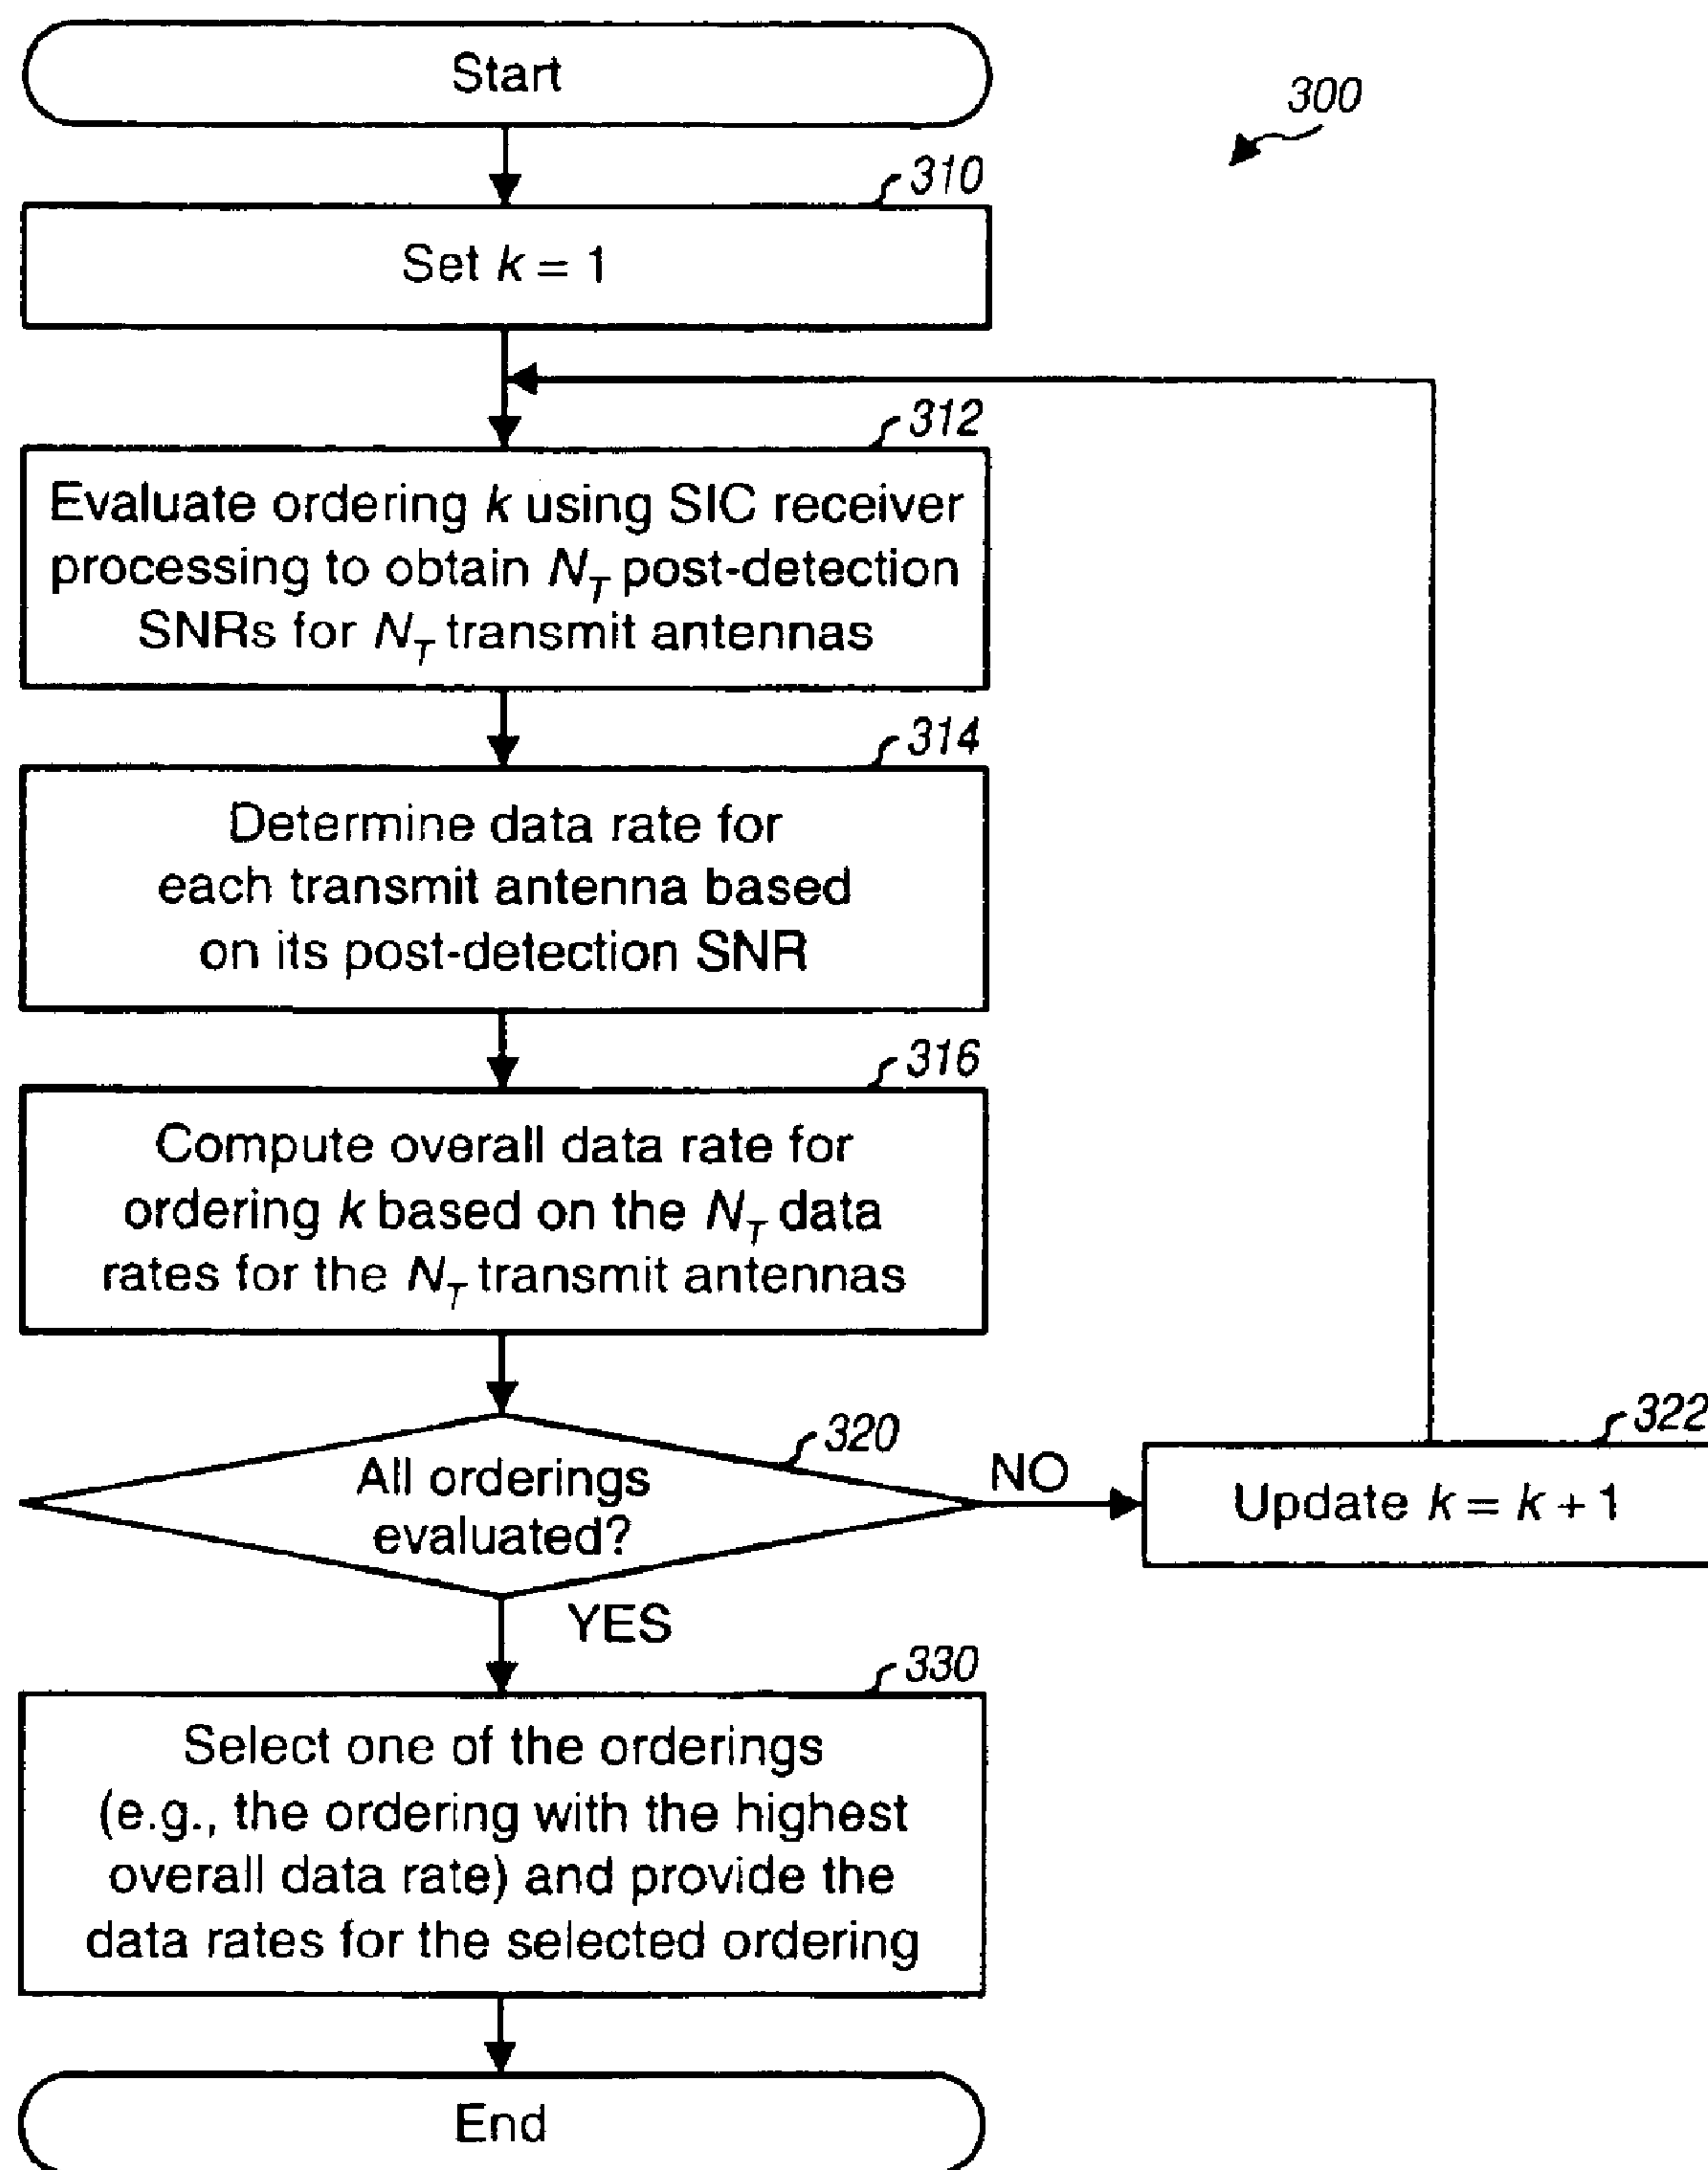 Start
300
310
Set k = 1
312
Evaluate ordering k using SIC receiver
processing to obtain N_T post-detection
SNRs for N_T transmit antennas
314
Determine data rate for
each transmit antenna based
on its post-detection SNR
316
Compute overall data rate for
ordering k based on the N_T data
rates for the N_T transmit antennas
320
All orderings
evaluated?
NO
322
Update k = k + 1
YES
330
Select one of the orderings
(e.g., the ordering with the highest
overall data rate) and provide the
data rates for the selected ordering
End